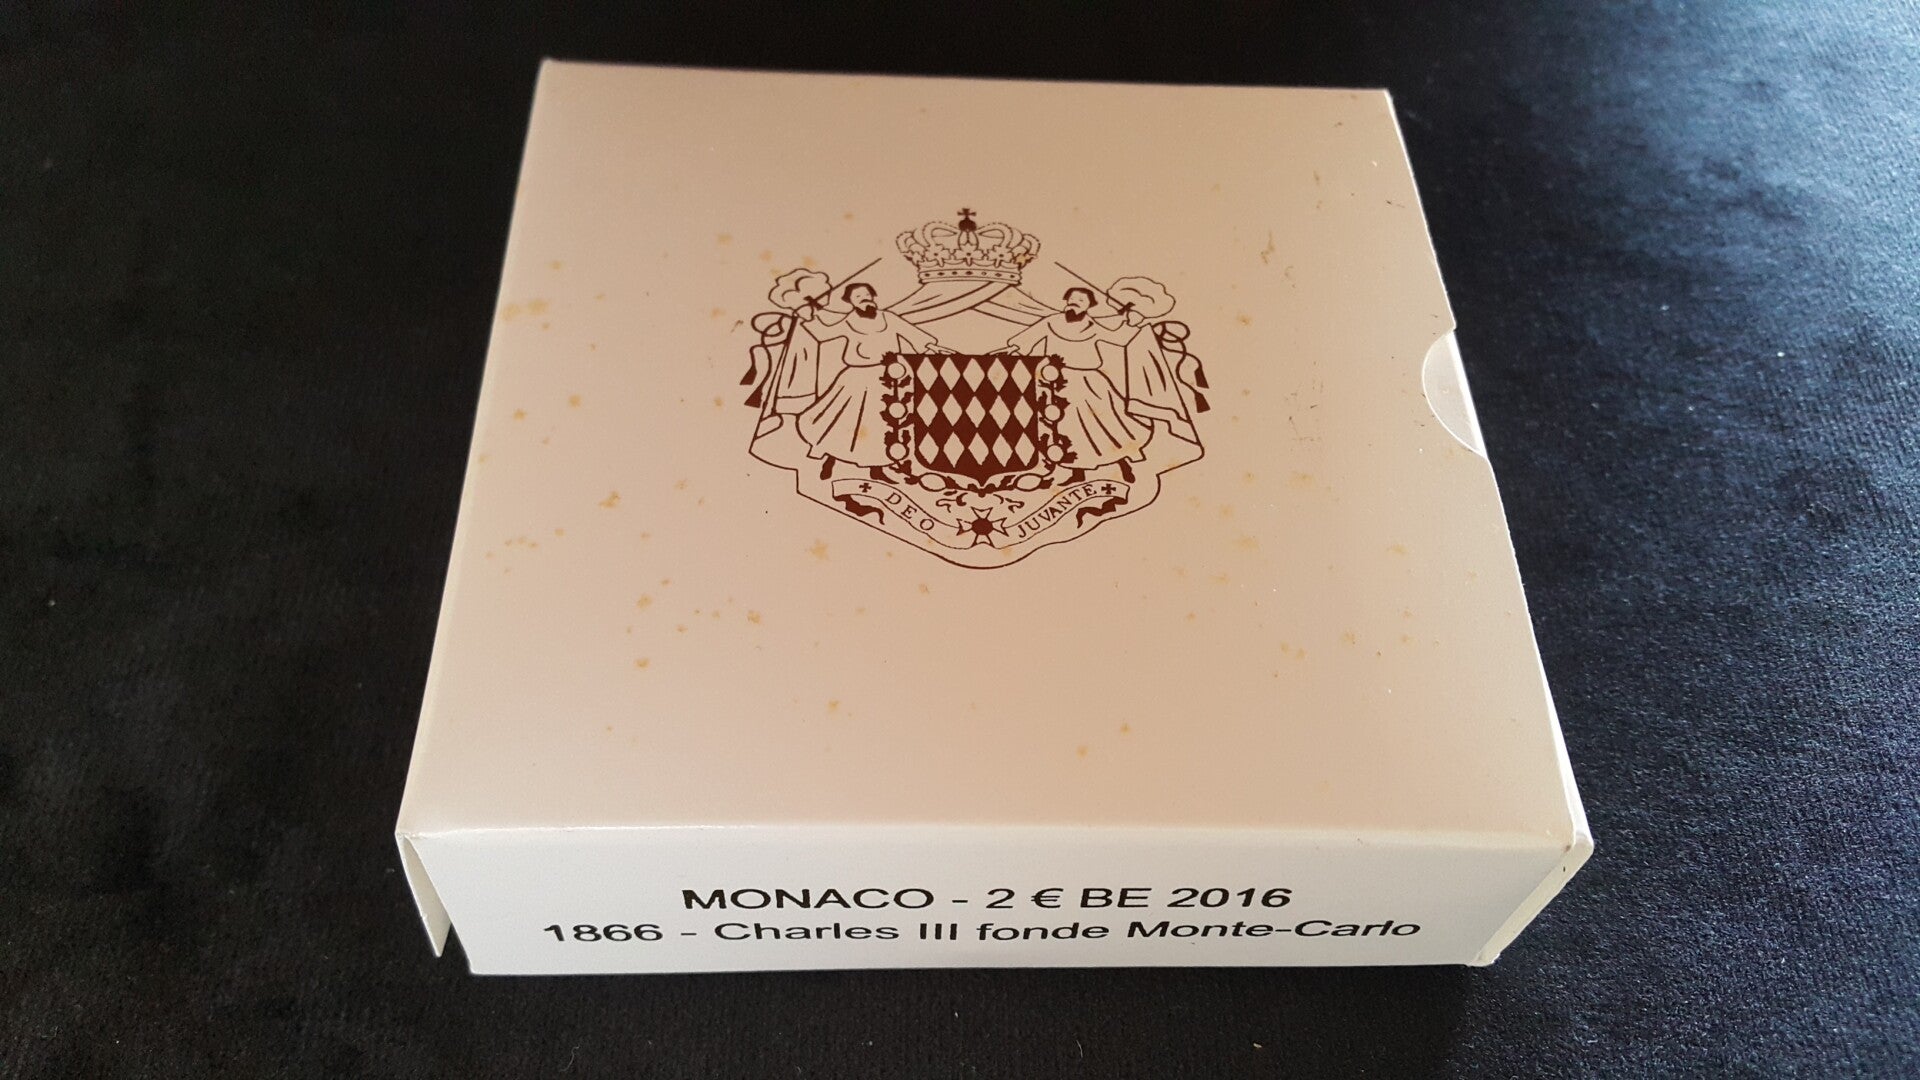 DEO JUVANTE
MONACO - 2 € BE 2016
1866 - Charles III fonde Monte-Carlo